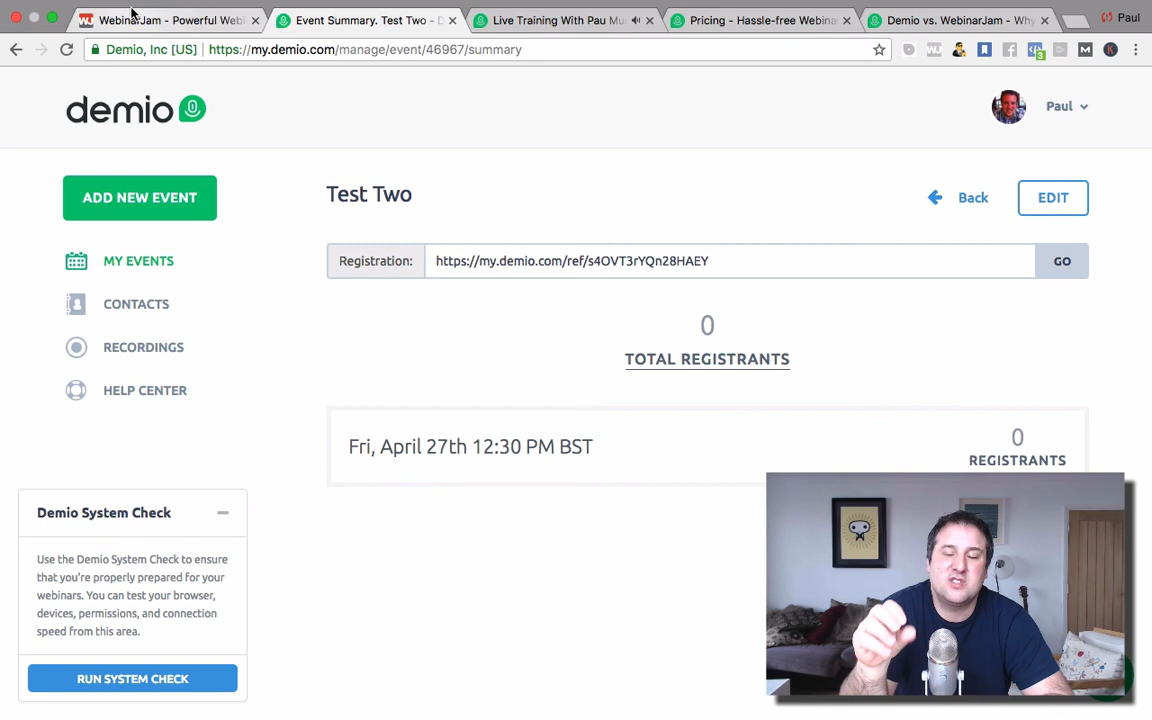 WebinarJam - Powerful Webi
Event Summary. Test Two - D
Live Training With Pau Mu
Pricing - Hassle-free Webina
Demio vs. WebinarJam - Why
Paul
Demio, Inc [US]
https://my.demio.com/manage/event/46967/summary
demio
Paul
ADD NEW EVENT
MY EVENTS
CONTACTS
RECORDINGS
HELP CENTER
Test Two
Back
EDIT
Registration:
https://my.demio.com/ref/s4OVT3rYQn28HAEY
GO
0
TOTAL REGISTRANTS
Fri, April 27th 12:30 PM BST
0
REGISTRANTS
Demio System Check
Use the Demio System Check to ensure
that you're properly prepared for your
webinars. You can test your browser,
devices, permissions, and connection
speed from this area.
RUN SYSTEM CHECK